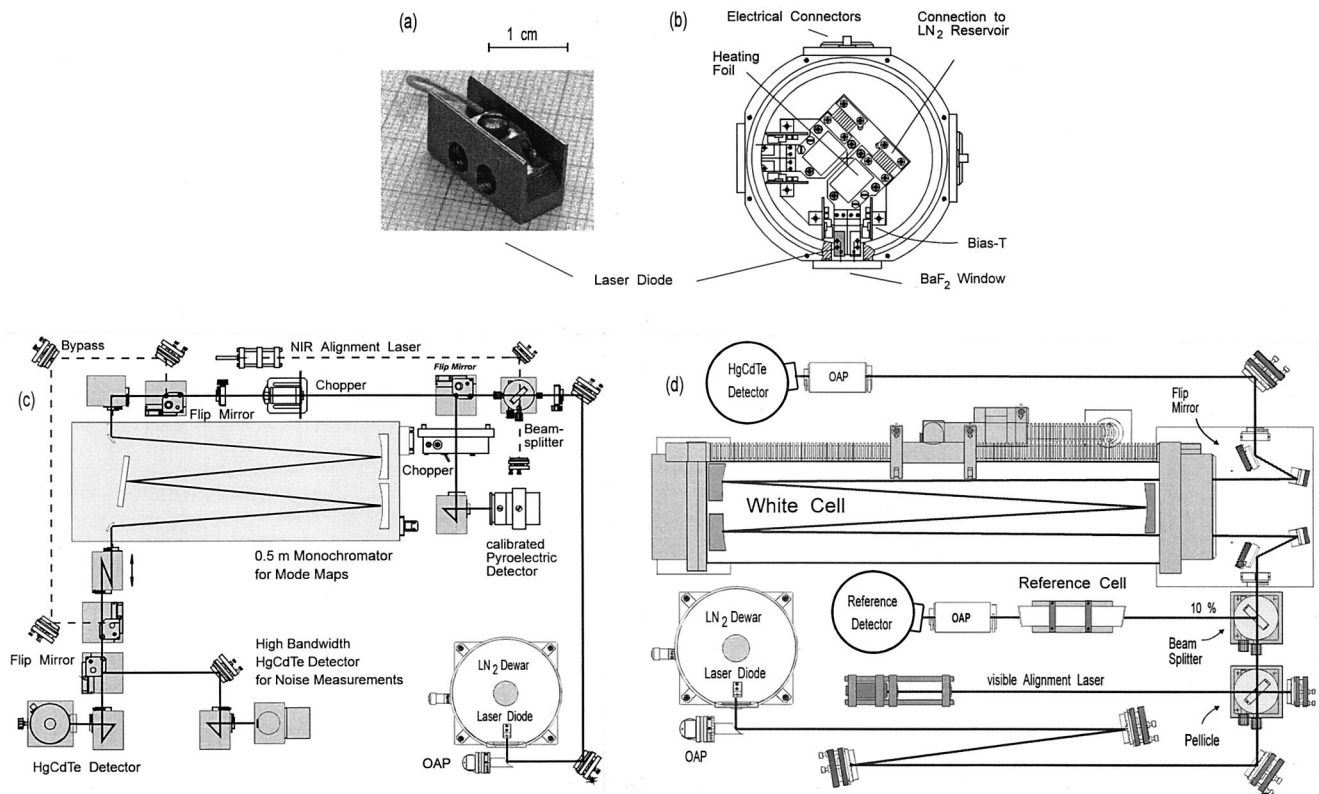 (a)
1 cm
(b)
Electrical Connectors
Connection to
LN2 Reservoir
Heating
Foil
Bias-T
Laser Diode
BaF2 Window
(c)
Bypass
NIR Alignment Laser
Flip Mirror
Chopper
Flip Mirror
Beam-
splitter
Chopper
calibrated
Pyroelectric
Detector
0.5 m Monochromator
for Mode Maps
Flip Mirror
High Bandwidth
HgCdTe Detector
for Noise Measurements
LN2 Dewar
Laser Diode
OAP
HgCdTe Detector
(d)
HgCdTe
Detector
OAP
Flip
Mirror
White Cell
LN2 Dewar
Laser Diode
OAP
Reference
Detector
OAP
Reference Cell
10 %
Beam
Splitter
visible Alignment Laser
Pellicle